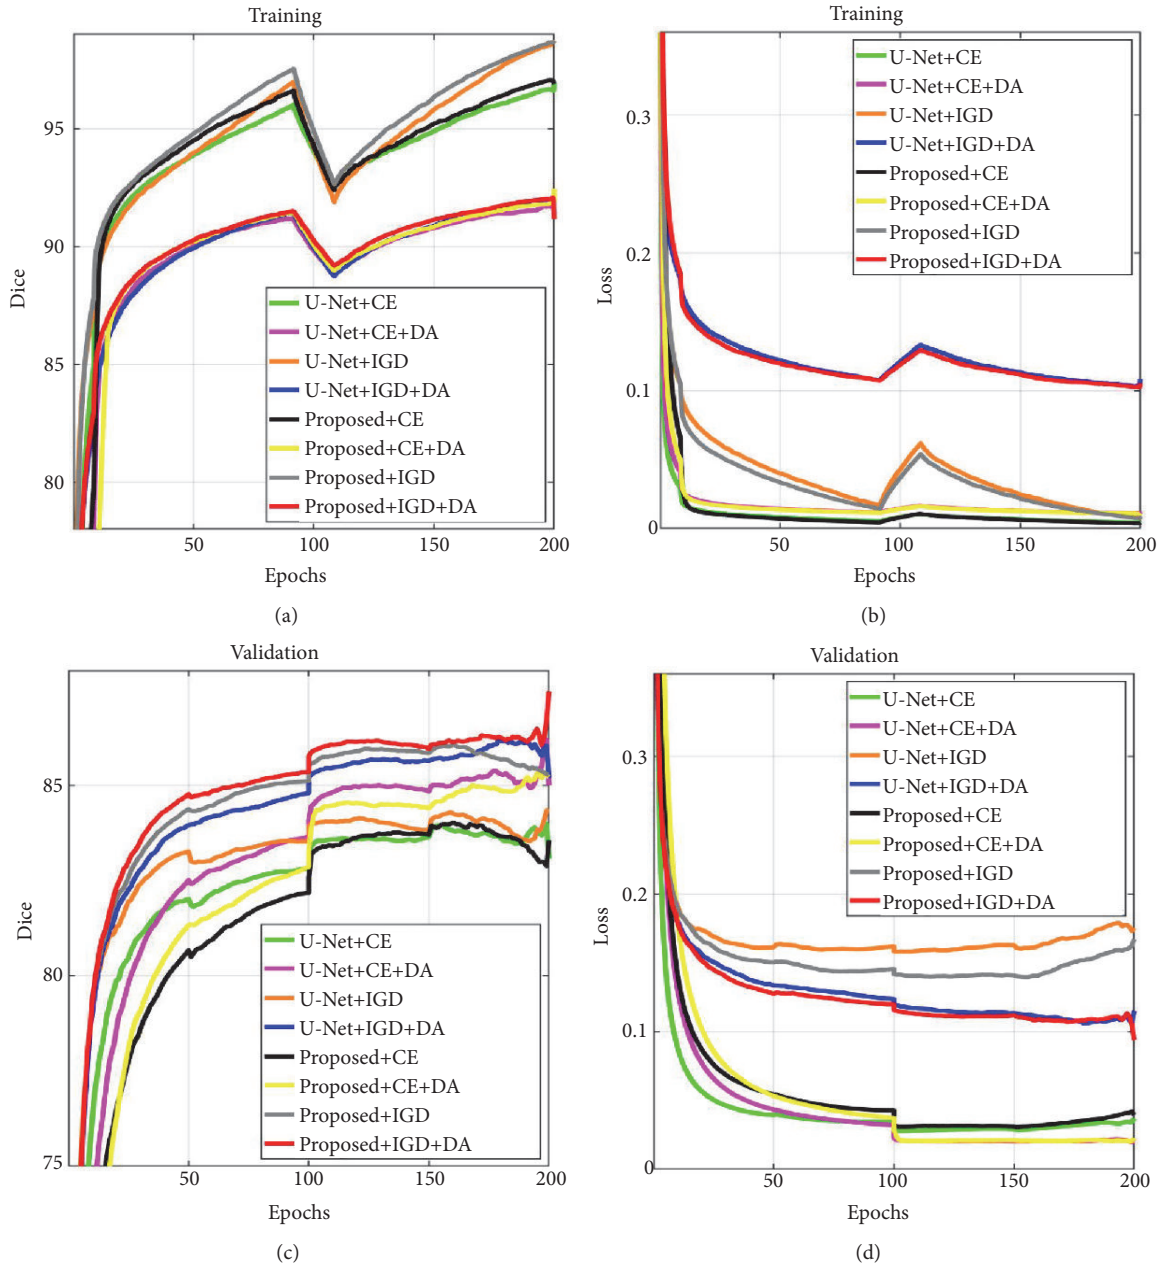 Training
Dice
95
90
85
80
U-Net+CE
U-Net+CE+DA
U-Net+IGD
U-Net+IGD+DA
Proposed+CE
Proposed+CE+DA
Proposed+IGD
Proposed+IGD+DA
50 100 150 200
Epochs
(a)
Training
Loss
0.3
0.2
0.1
0
U-Net+CE
U-Net+CE+DA
U-Net+IGD
U-Net+IGD+DA
Proposed+CE
Proposed+CE+DA
Proposed+IGD
Proposed+IGD+DA
50 100 150 200
Epochs
(b)
Validation
Dice
85
80
75
U-Net+CE
U-Net+CE+DA
U-Net+IGD
U-Net+IGD+DA
Proposed+CE
Proposed+CE+DA
Proposed+IGD
Proposed+IGD+DA
50 100 150 200
Epochs
(c)
Validation
Loss
0.3
0.2
0.1
0
U-Net+CE
U-Net+CE+DA
U-Net+IGD
U-Net+IGD+DA
Proposed+CE
Proposed+CE+DA
Proposed+IGD
Proposed+IGD+DA
50 100 150 200
Epochs
(d)